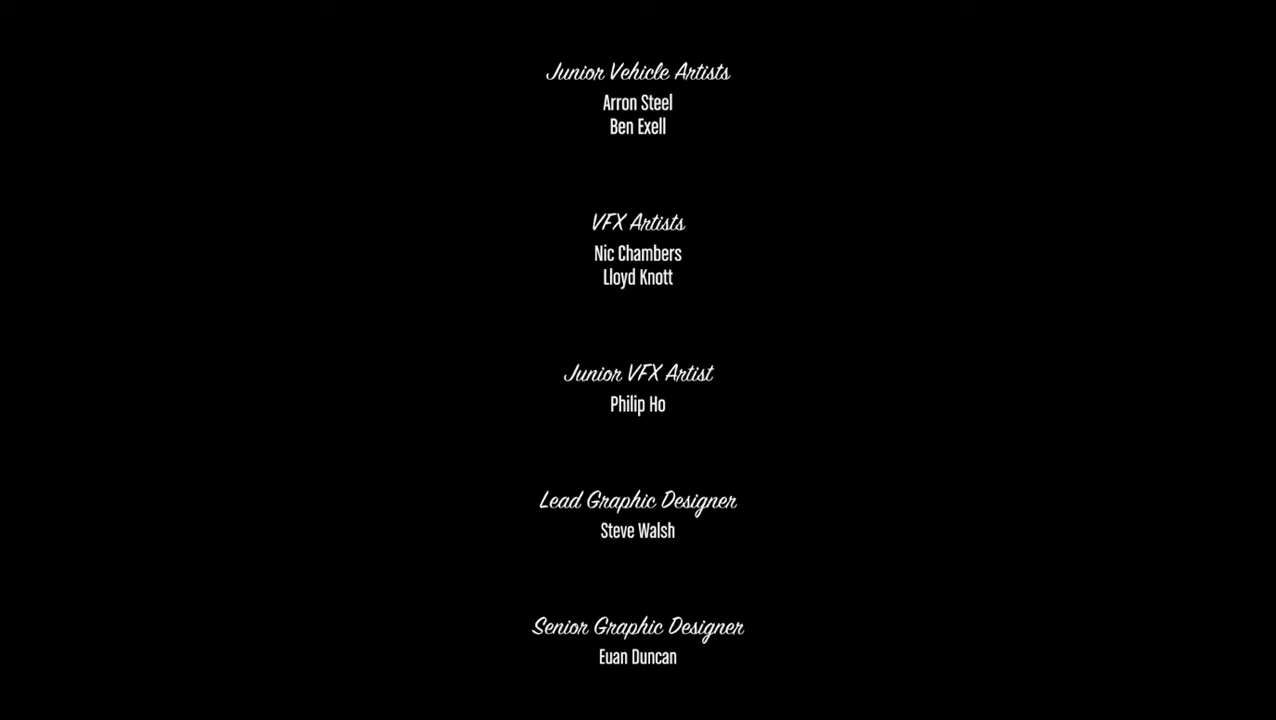 Junior Vehicle Artists
Arron Steel
Ben Exell
VFX Artists
Nic Chambers
Lloyd Knott
Junior VFX Artist
Philip Ho
Lead Graphic Designer
Steve Walsh
Senior Graphic Designer
Euan Duncan